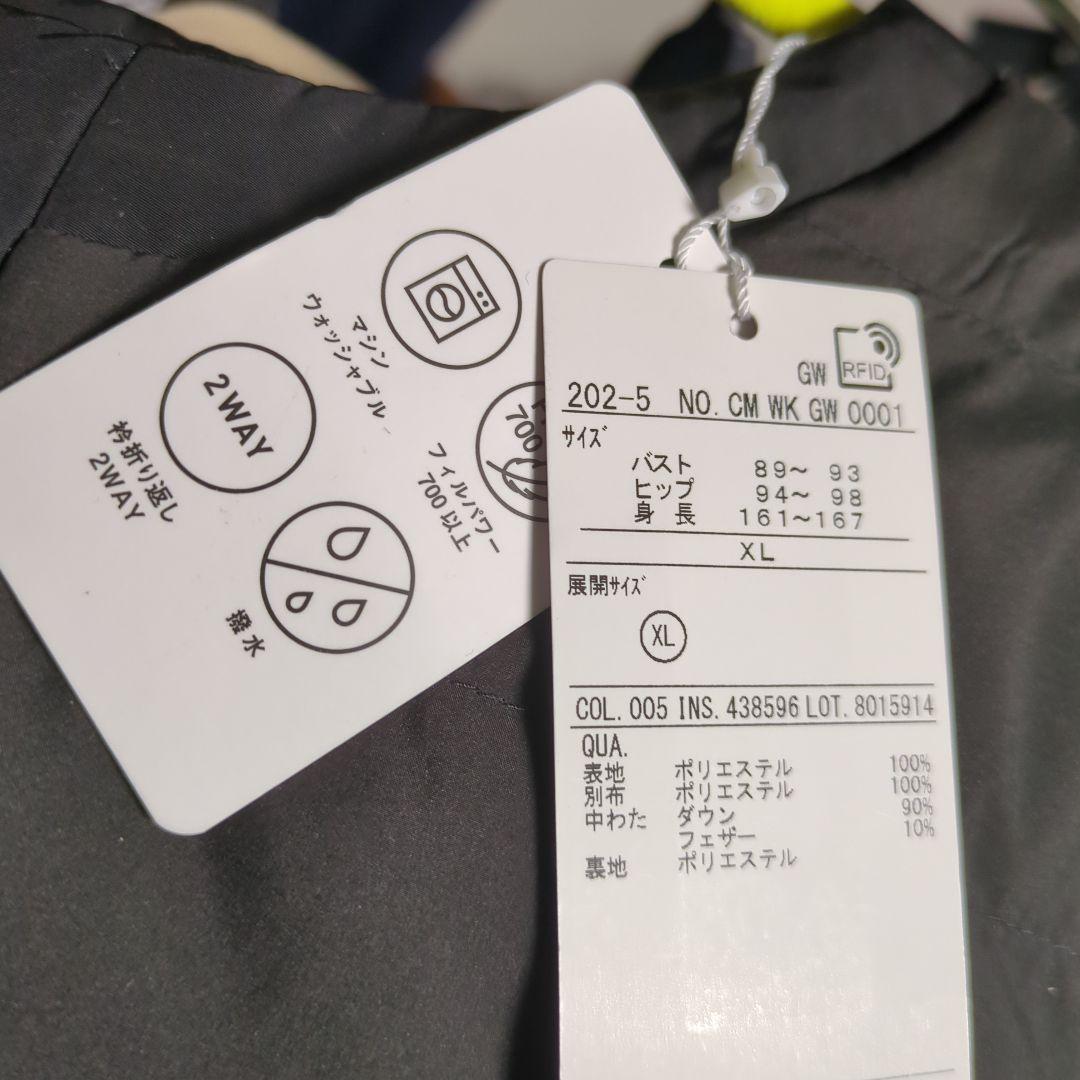 マシン
ウォッシャブル
2WAY
衿折り返し
2WAY
700
フィルパワー
700以上
撥水
GW RFID
202-5 NO. CM WK GW 0001
サイズ
バスト 89～ 93
ヒップ 94～ 98
身長 161～167
XL
展開サイズ
XL
COL. 005 INS. 438596 LOT. 8015914
QUA.
表地 ポリエステル 100%
別布 ポリエステル 100%
中わた ダウン 90%
フェザー 10%
裏地 ポリエステル